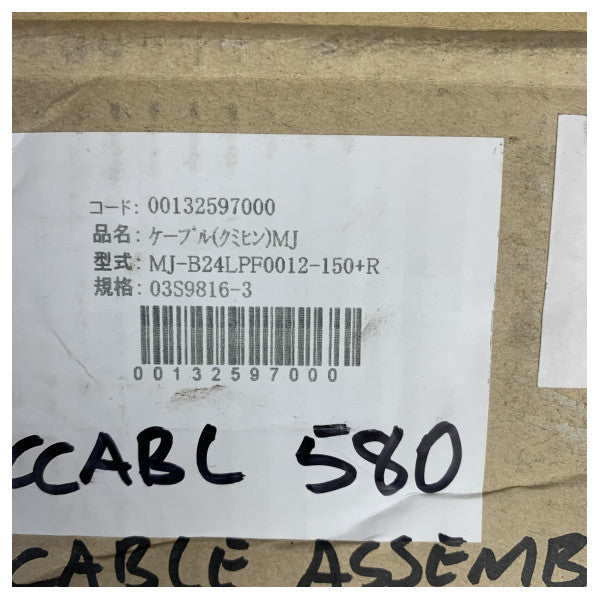 コード: 00132597000
品名: ケーブル(クミヒン)MJ
型式: MJ-B24LPF0012-150+R
規格: 03S9816-3
00132597000
CCABL 580
CABLE ASSEMB